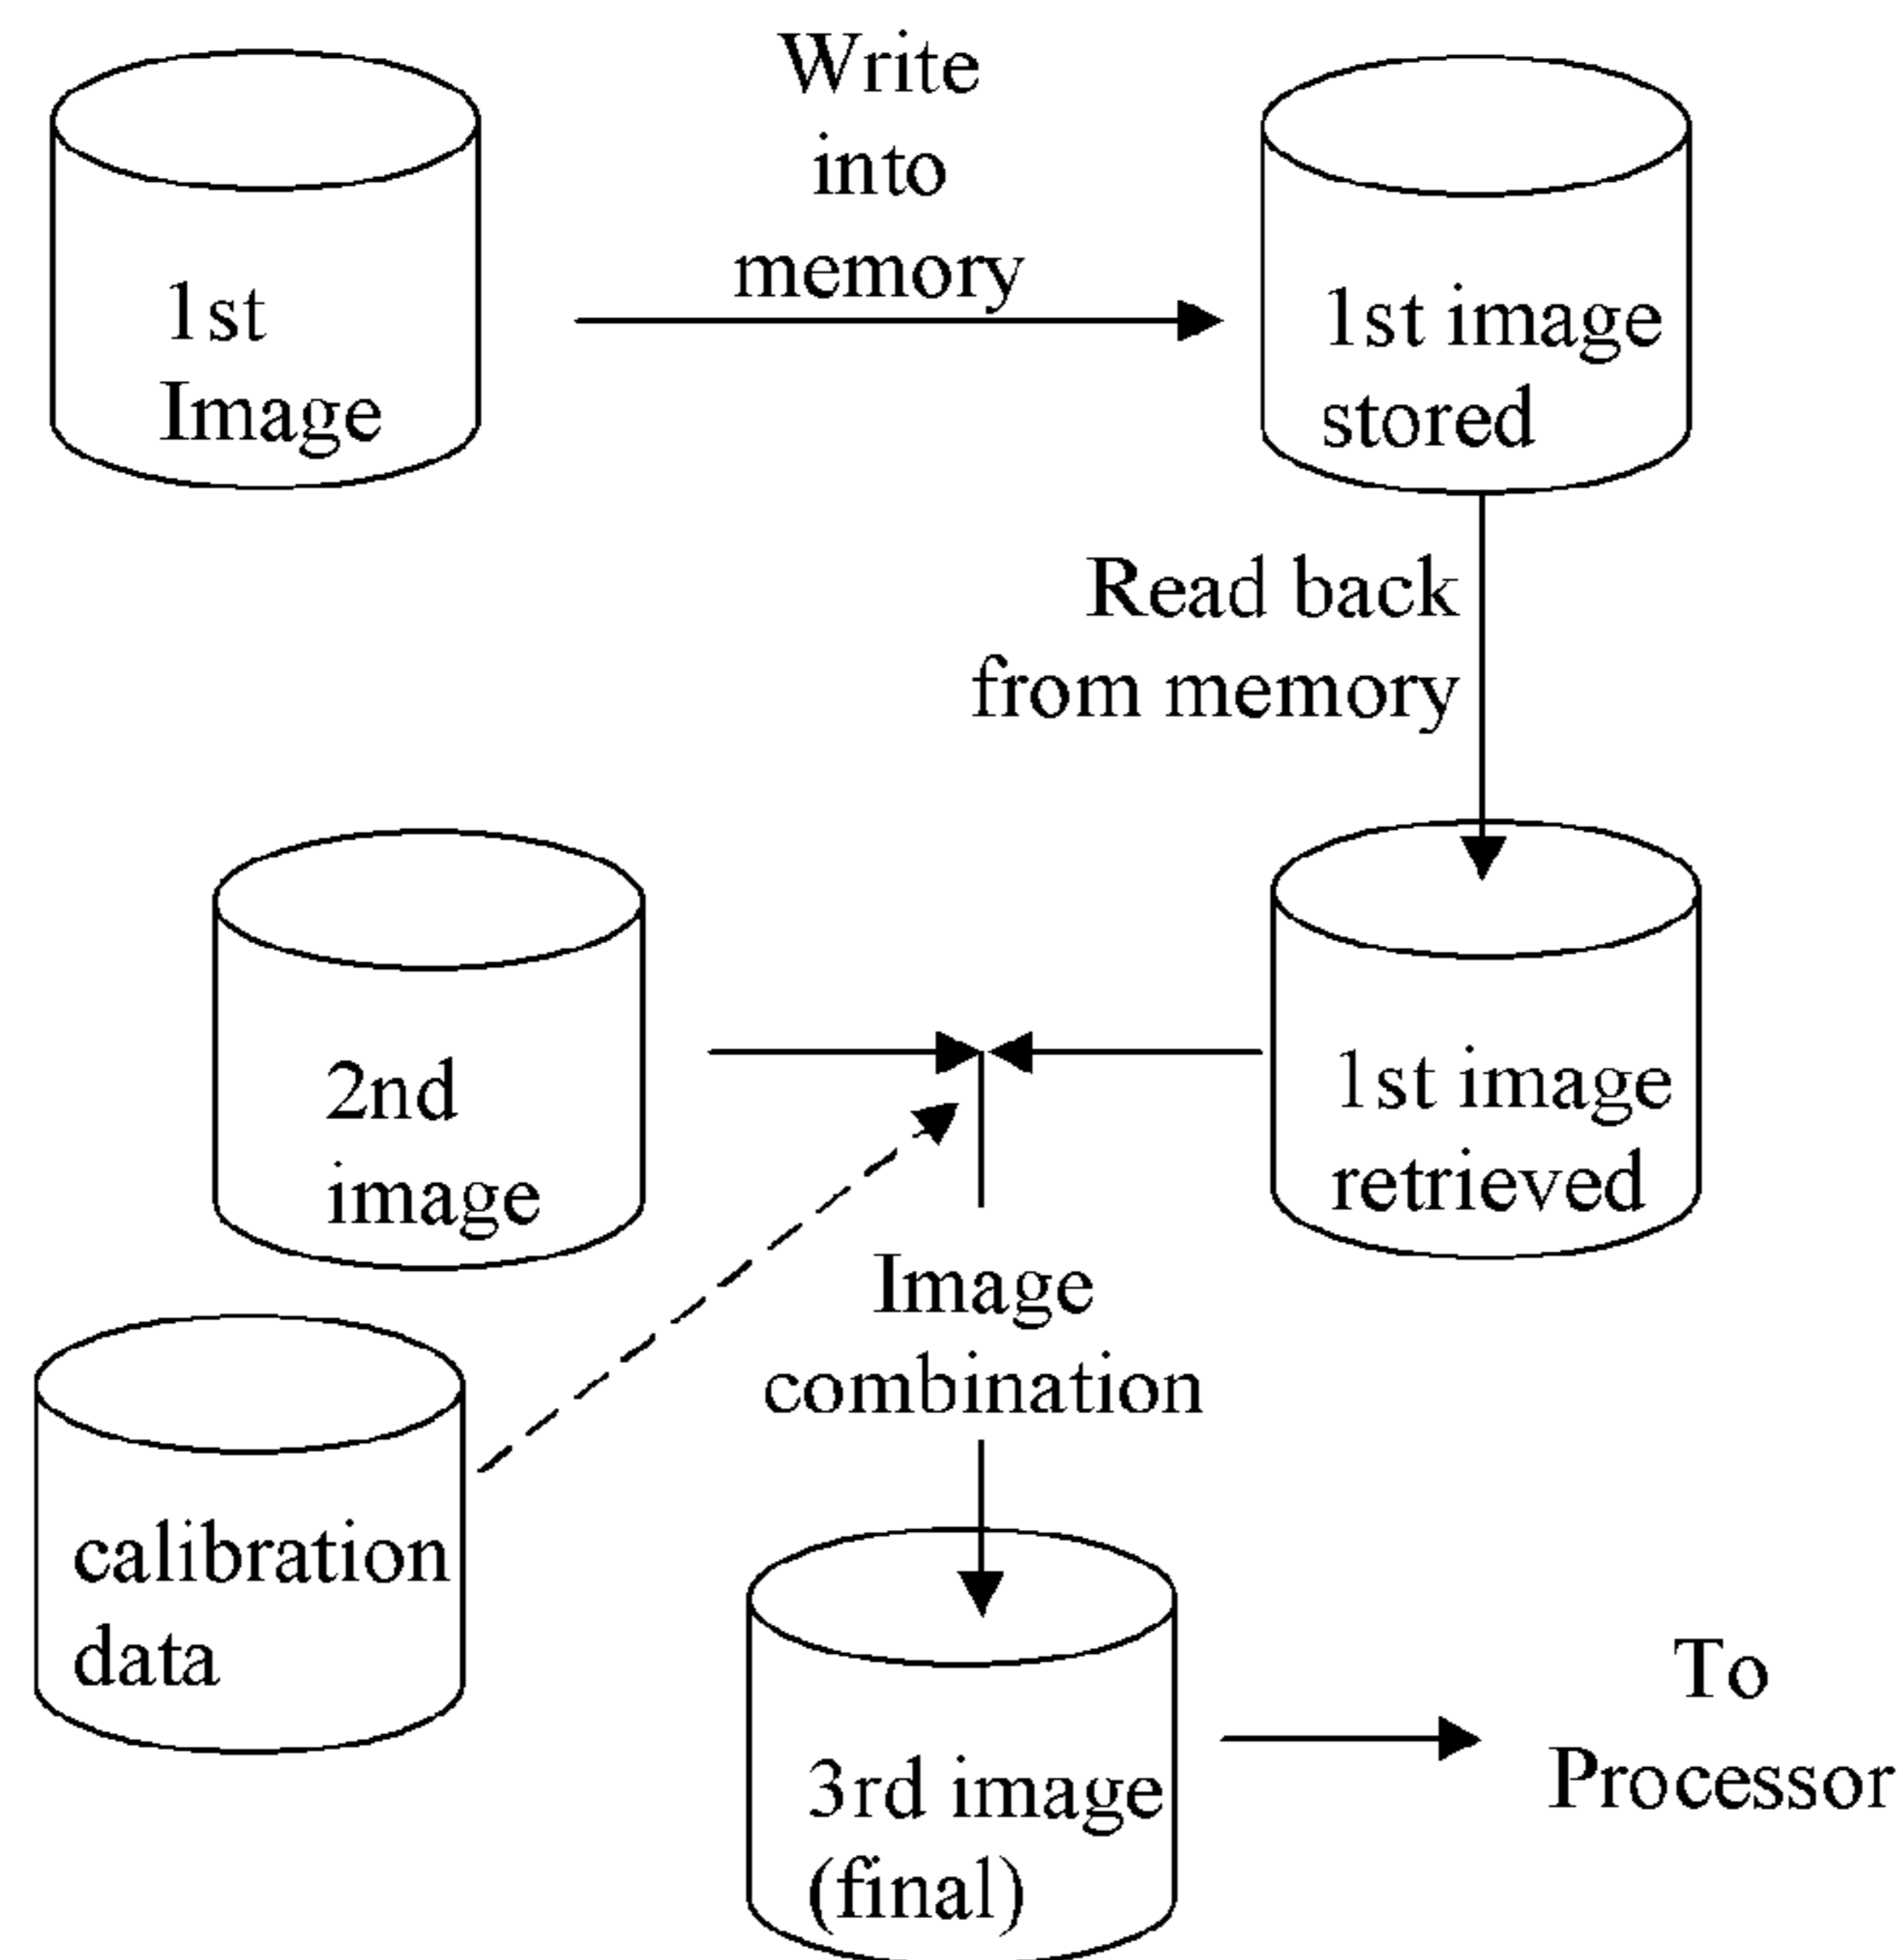 1st
Image
Write
into
memory
1st image
stored
Read back
from memory
2nd
image
1st image
retrieved
Image
combination
calibration
data
3rd image
(final)
To
Processor